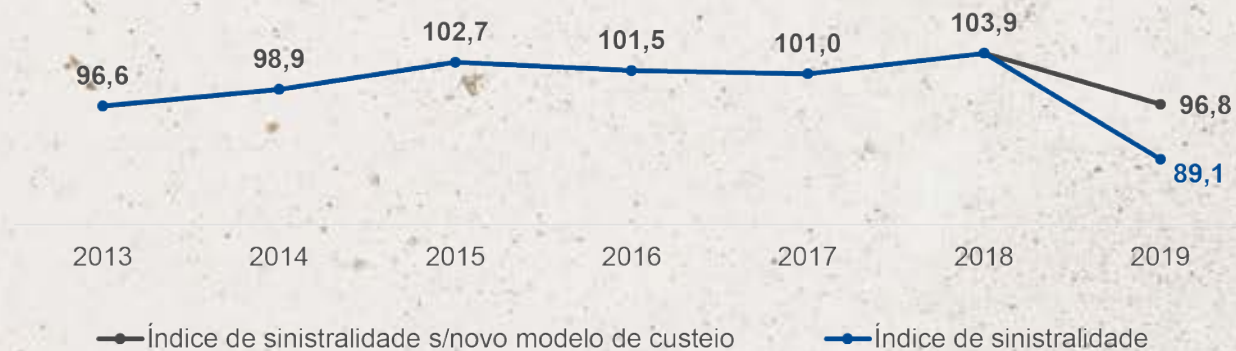 96,6 98,9 102,7 101,5 101,0 103,9 96,8
89,1
2013 2014 2015 2016 2017 2018 2019
Índice de sinistralidade s/novo modelo de custeio Índice de sinistralidade